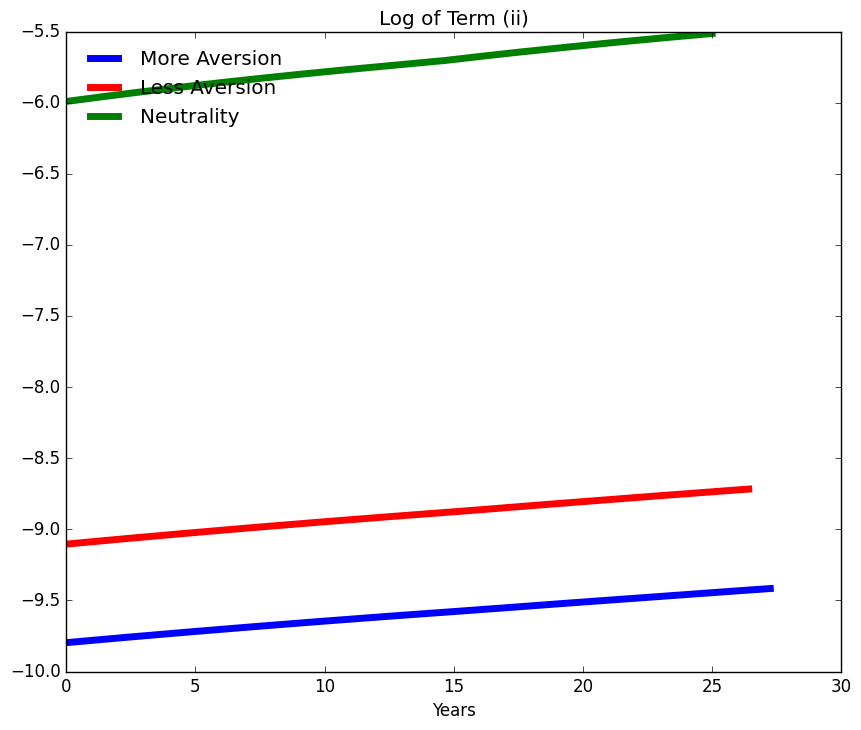 Log of Term (ii)
−5.5
More Aversion
Less Aversion
−6.0
Neutrality
−6.5
−7.0
−7.5
−8.0
−8.5
−9.0
−9.5
−10.0
0 5 10 15 20 25 30
Years